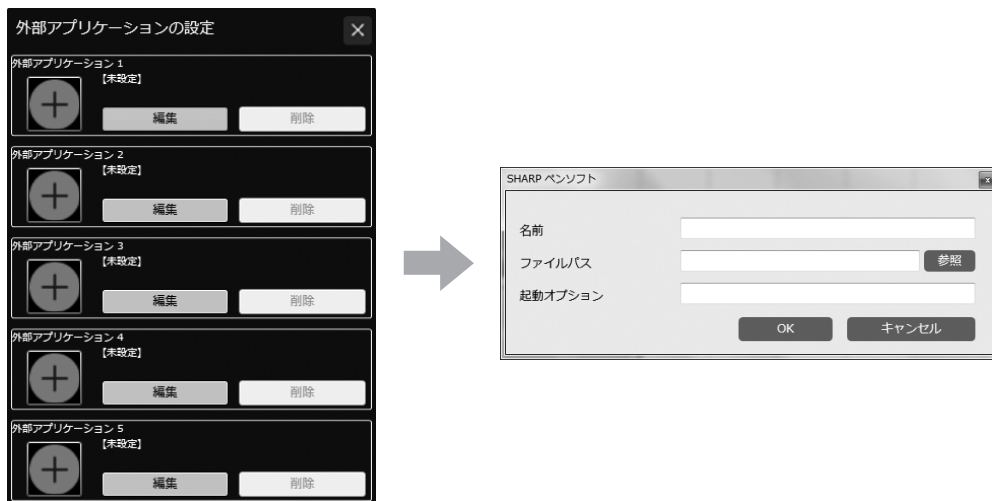 外部アプリケーションの設定
外部アプリケーション 1
【未設定】
編集 削除
外部アプリケーション 2
【未設定】
編集 削除
外部アプリケーション 3
【未設定】
編集 削除
外部アプリケーション 4
【未設定】
編集 削除
外部アプリケーション 5
【未設定】
編集 削除
SHARP ペンソフト
名前
ファイルパス 参照
起動オプション
OK キャンセル